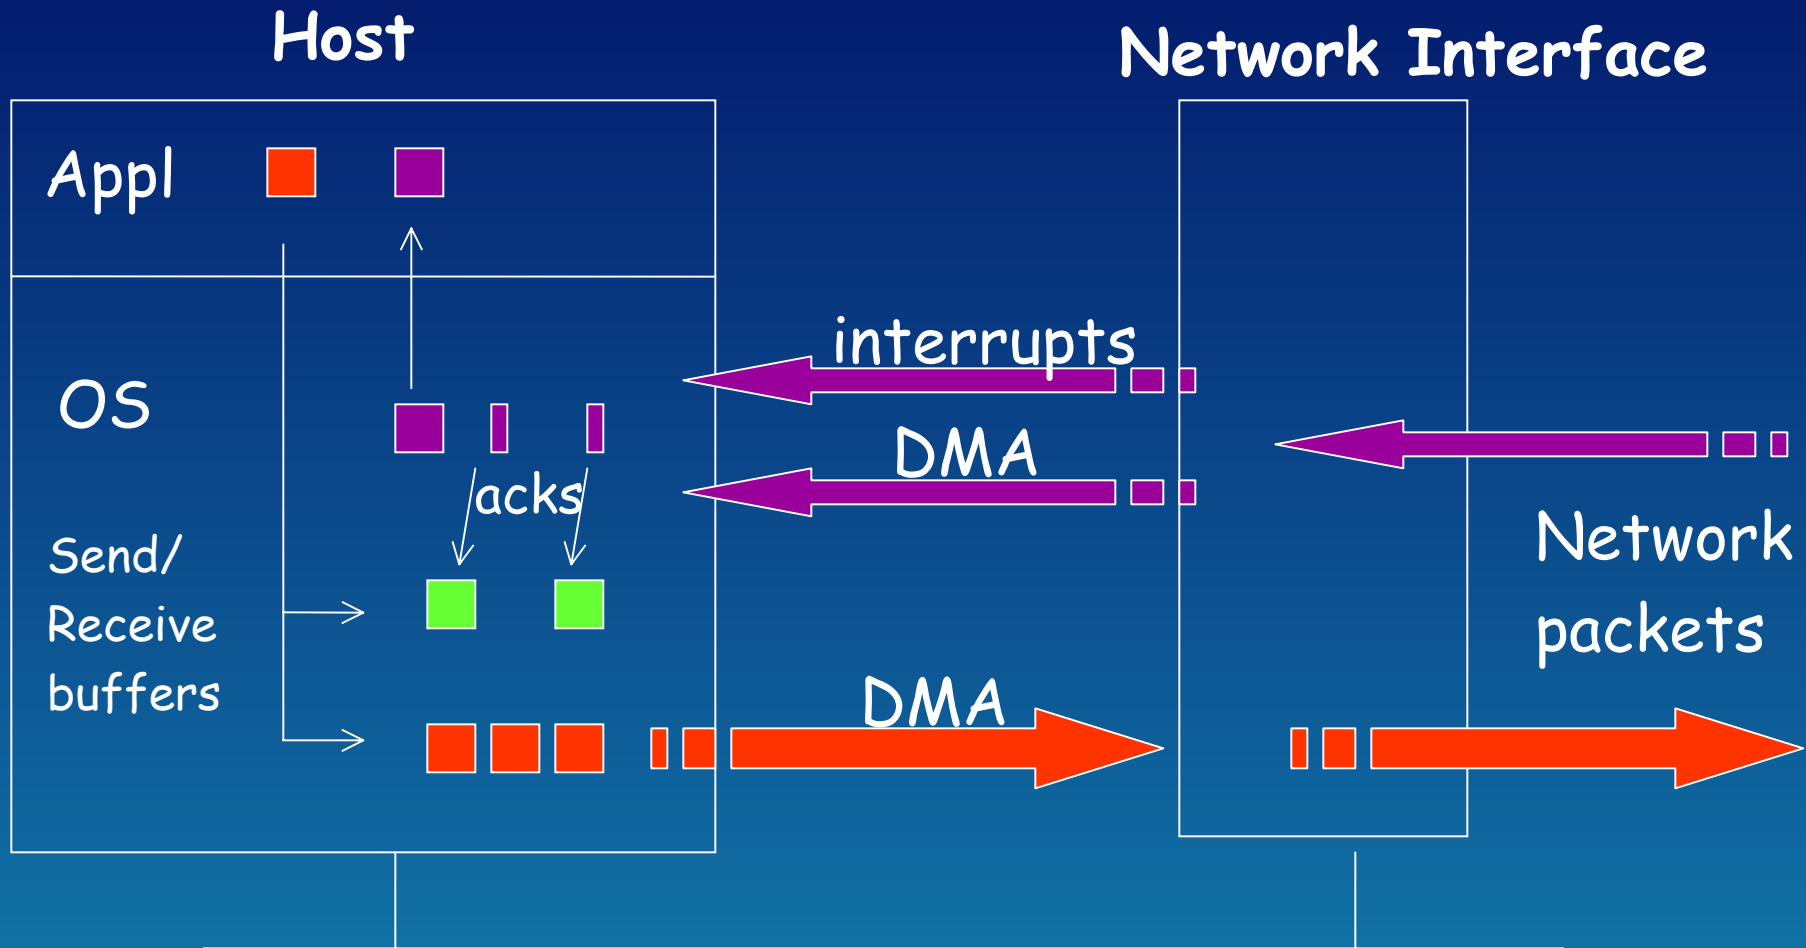 Host
Network Interface
Appl
interrupts
OS
DMA
acks
Send/
Receive
buffers
Network
packets
DMA